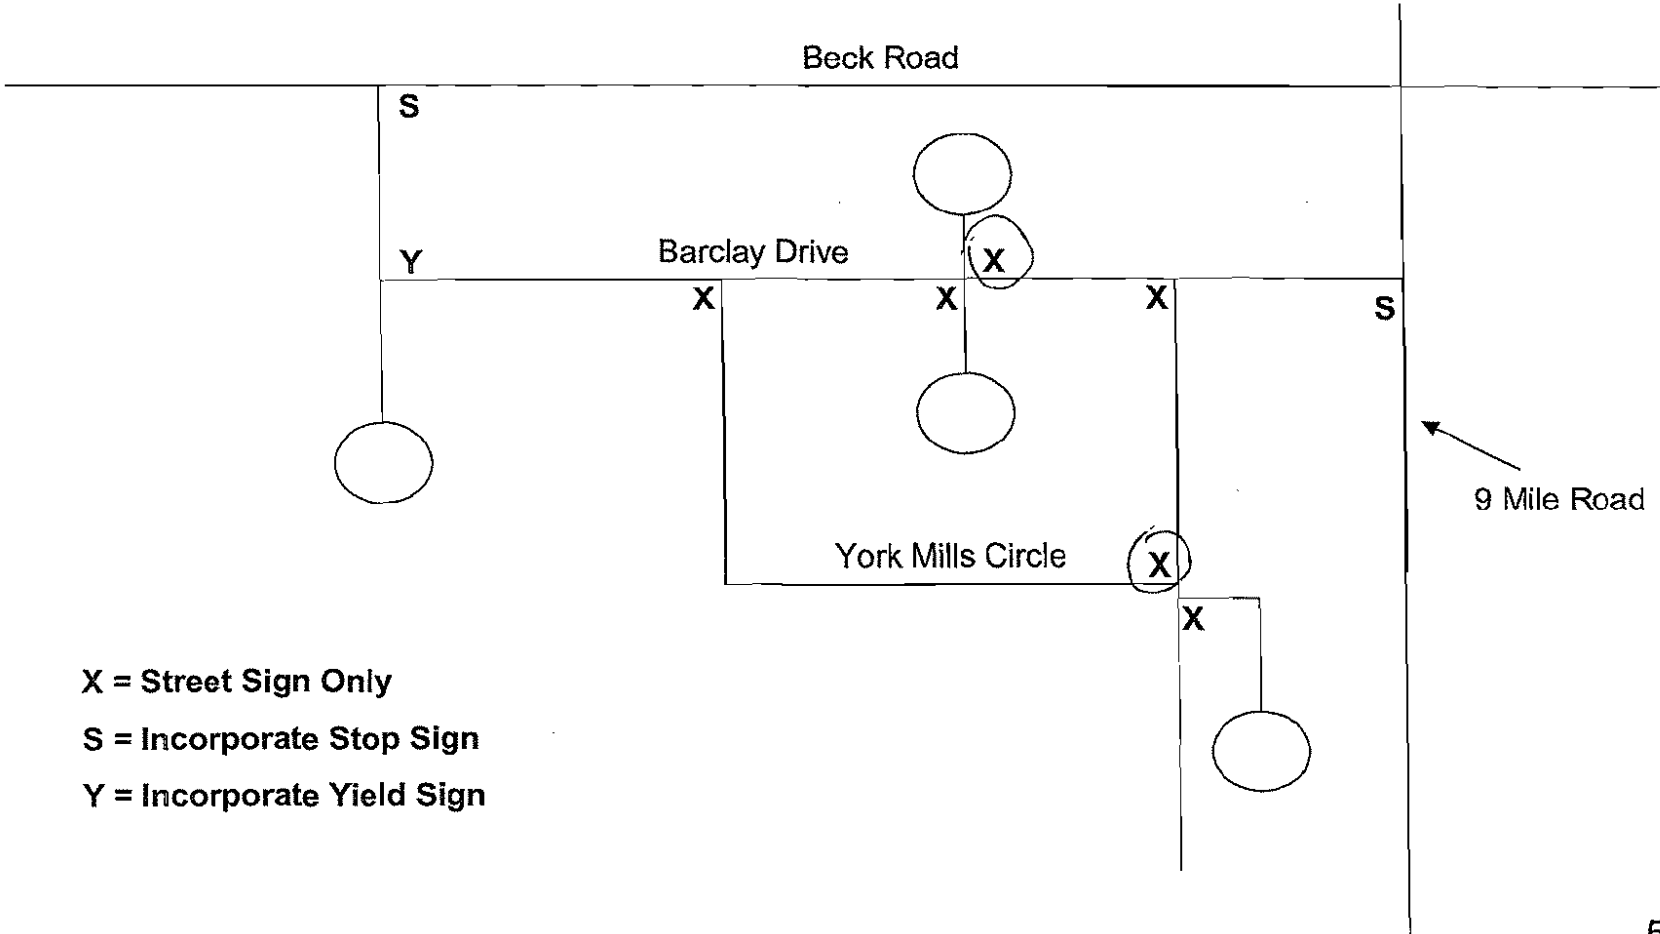 Beck Road
S
Y
Barclay Drive
X
X
X
X
S
9 Mile Road
York Mills Circle
X
X
X = Street Sign Only
S = Incorporate Stop Sign
Y = Incorporate Yield Sign